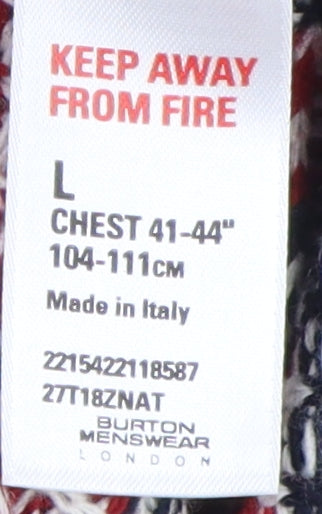 KEEP AWAY
FROM FIRE
L
CHEST 41-44"
104-111CM
Made in Italy
2215422118587
27T18ZNAT
BURTON
MENSWEAR
LONDON